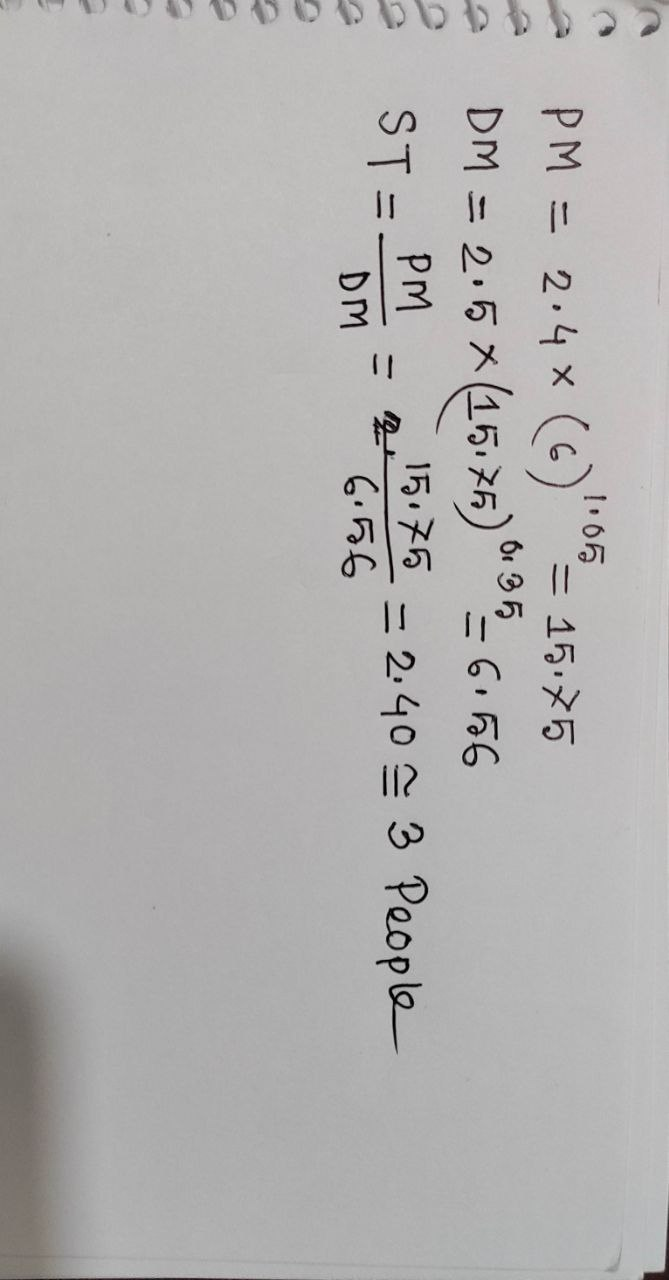 PM = 2.4 × (6)^1.05 = 15.75
DM = 2.5 × (15.75)^0.35 = 6.56
ST = PM/DM = 15.75/6.56 = 2.40 ≅ 3 People